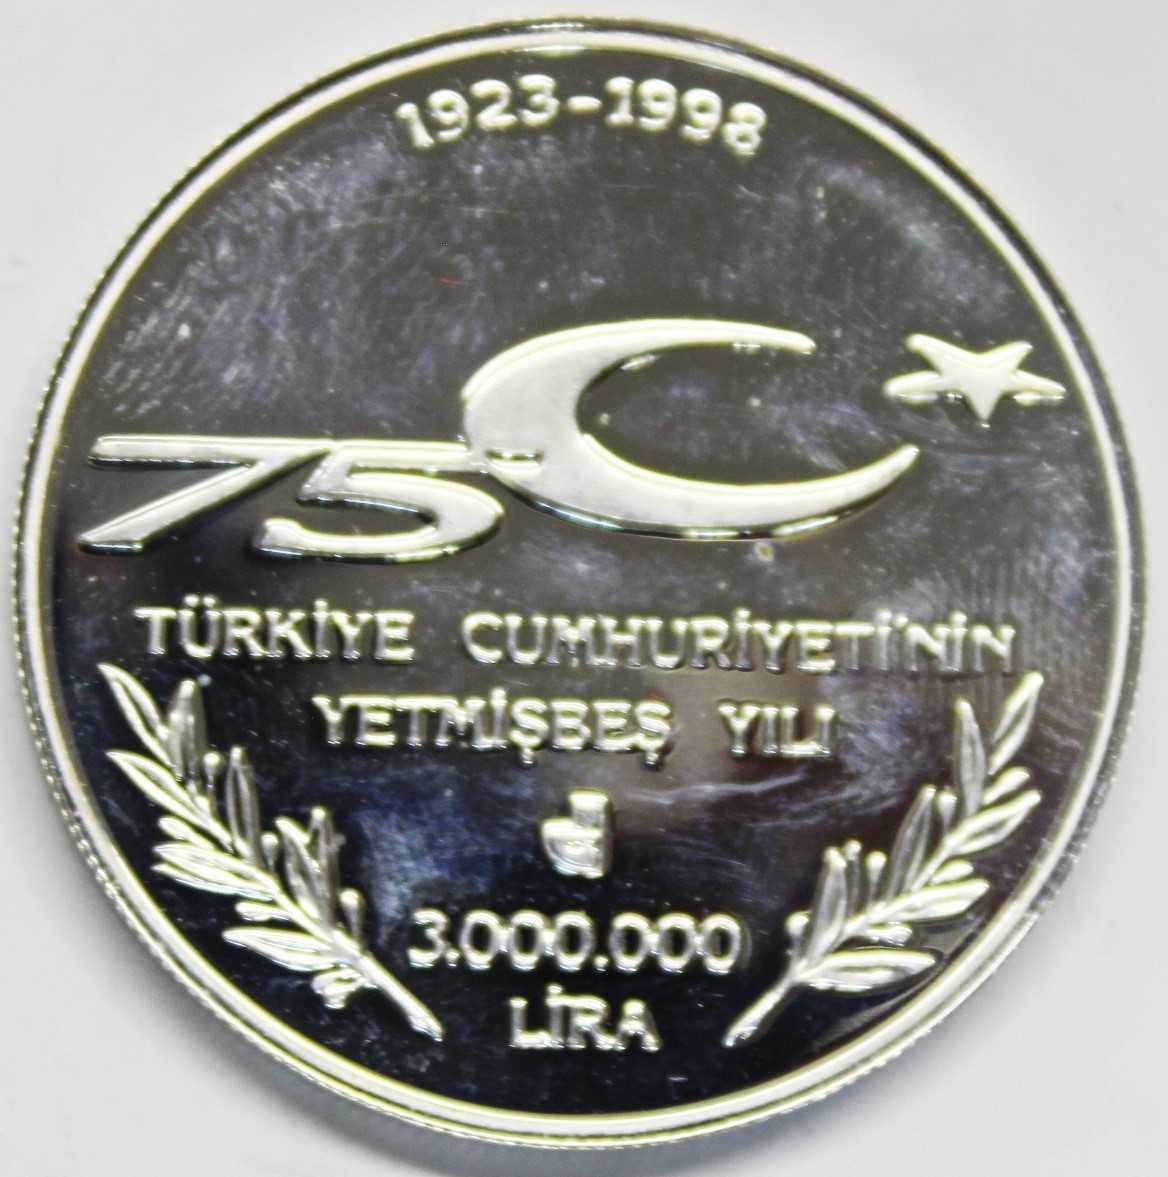 1923-1998
75
TÜRKİYE CUMHURİYETİ'NİN
YETMİŞBEŞ YILI
3.000.000
LİRA